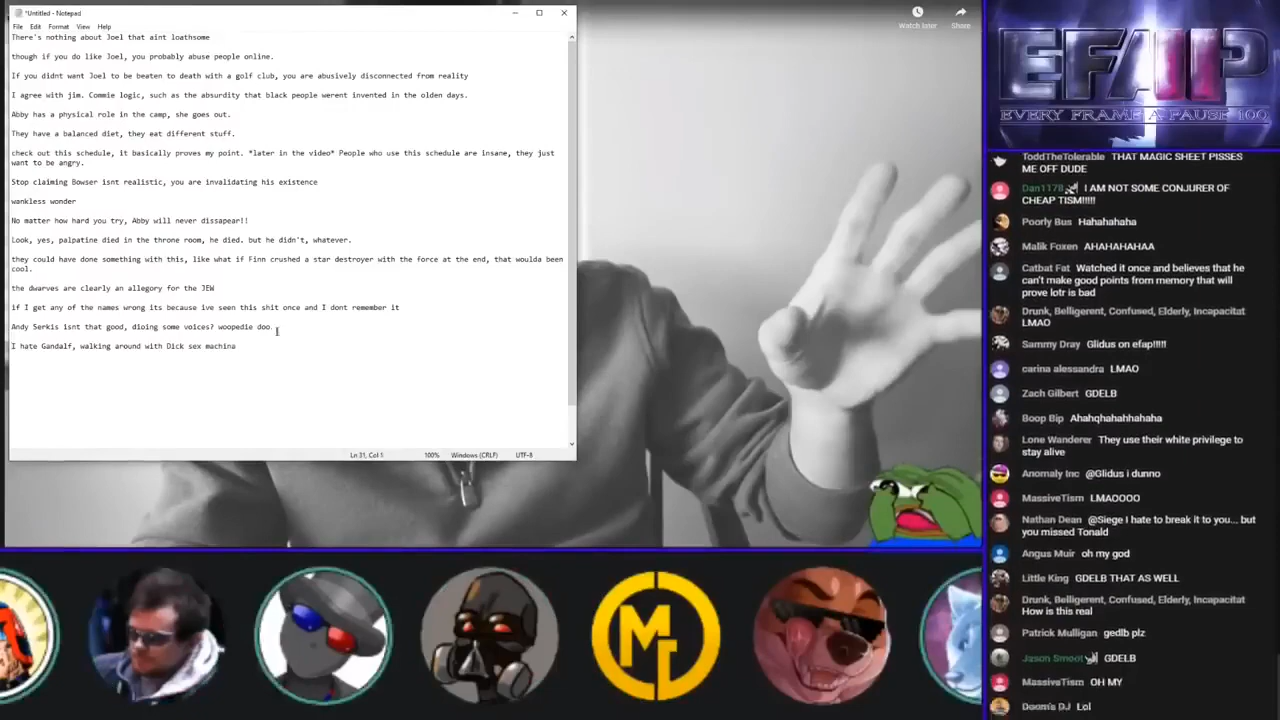 *Untitled - Notepad
File Edit Format View Help
There's nothing about Joel that aint loathsome
though if you do like Joel, you probably abuse people online.
If you didnt want Joel to be beaten to death with a golf club, you are abusively disconnected from reality
I agree with jim. Commie logic, such as the absurdity that black people werent invented in the olden days.
Abby has a physical role in the camp, she goes out.
They have a balanced diet, they eat different stuff.
check out this schedule, it basically proves my point. *later in the video* People who use this schedule are insane, they just
want to be angry.
Stop claiming Bowser isnt realistic, you are invalidating his existence
wankless wonder
No matter how hard you try, Abby will never dissapear!!
Look, yes, palpatine died in the throne room, he died. but he didn't, whatever.
they could have done something with this, like what if Finn crushed a star destroyer with the force at the end, that woulda been
cool.
the dwarves are clearly an allegory for the JEW
if I get any of the names wrong its because ive seen this shit once and I dont remember it
Andy Serkis isnt that good, dioing some voices? woopedie doo.
I hate Gandalf, walking around with Dick sex machina
Ln 31, Col 1 100% Windows (CRLF) UTF-8
Watch later Share
EFAP
EVERY FRAME A PAUSE 100
ToddTheTolerable THAT MAGIC SHEET PISSES
ME OFF DUDE
Dan1178 I AM NOT SOME CONJURER OF
CHEAP TISM!!!!!
Poorly Bus Hahahahaha
Malik Foxen AHAHAHAHAA
Catbat Fat Watched it once and believes that he
can't make good points from memory that will
prove lotr is bad
Drunk, Belligerent, Confused, Elderly, Incapacitat
LMAO
Sammy Dray Glidus on efap!!!!!
carina alessandra LMAO
Zach Gilbert GDELB
Boop Bip Ahahqhahahhahaha
Lone Wanderer They use their white privilege to
stay alive
Anomaly Inc @Glidus i dunno
MassiveTism LMAOOOO
Nathan Dean @Siege I hate to break it to you... but
you missed Tonald
Angus Muir oh my god
Little King GDELB THAT AS WELL
Drunk, Belligerent, Confused, Elderly, Incapacitat
How is this real
Patrick Mulligan gedlb plz
Jason Smoot GDELB
MassiveTism OH MY
Doom's DJ Lol